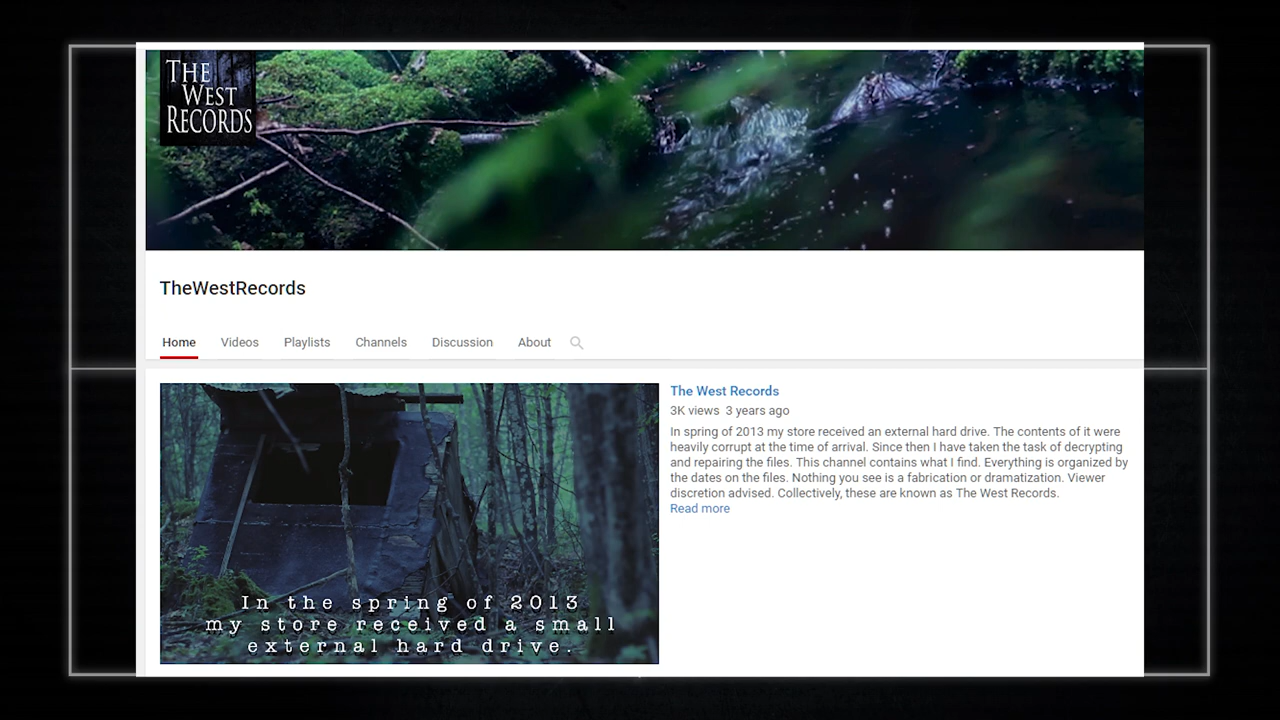 THE
WEST
RECORDS
TheWestRecords
Home Videos Playlists Channels Discussion About
The West Records
3K views 3 years ago
In spring of 2013 my store received an external hard drive. The contents of it were
heavily corrupt at the time of arrival. Since then I have taken the task of decrypting
and repairing the files. This channel contains what I find. Everything is organized by
the dates on the files. Nothing you see is a fabrication or dramatization. Viewer
discretion advised. Collectively, these are known as The West Records.
Read more
In the spring of 2013
my store received a small
external hard drive.